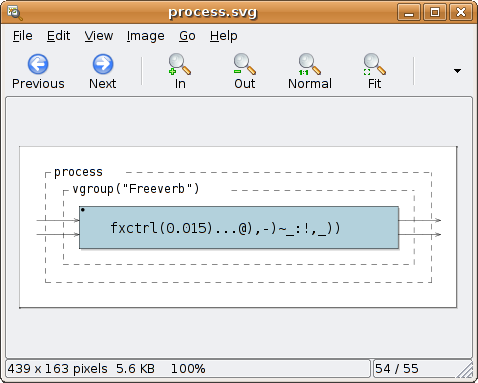 process.svg
File Edit View Image Go Help
Previous Next In Out Normal Fit
process
vgroup("Freeverb")
fxctrl(0.015)...@),-)~_:!,_))
439 x 163 pixels 5.6 KB 100% 54 / 55